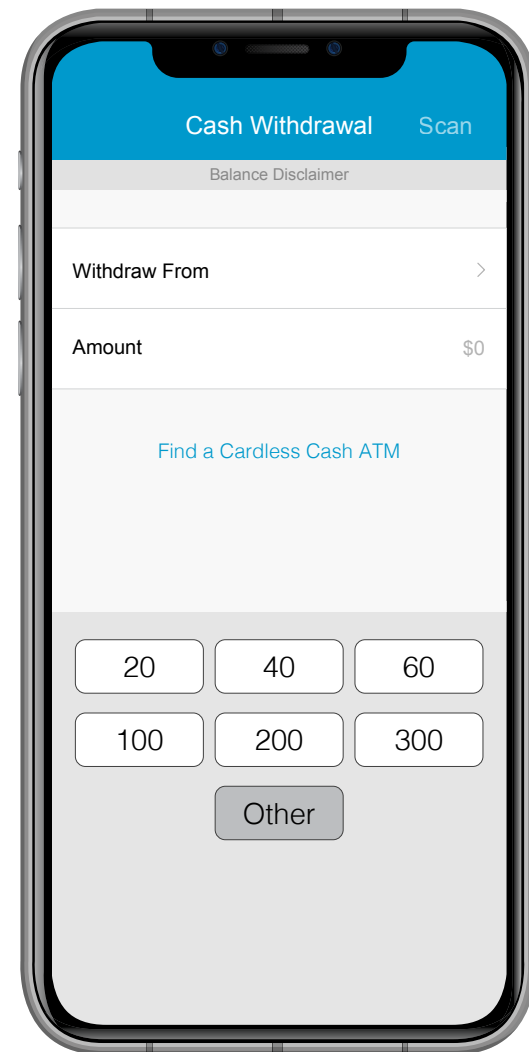 Cash Withdrawal Scan
Balance Disclaimer
Withdraw From
Amount $0
Find a Cardless Cash ATM
20 40 60
100 200 300
Other